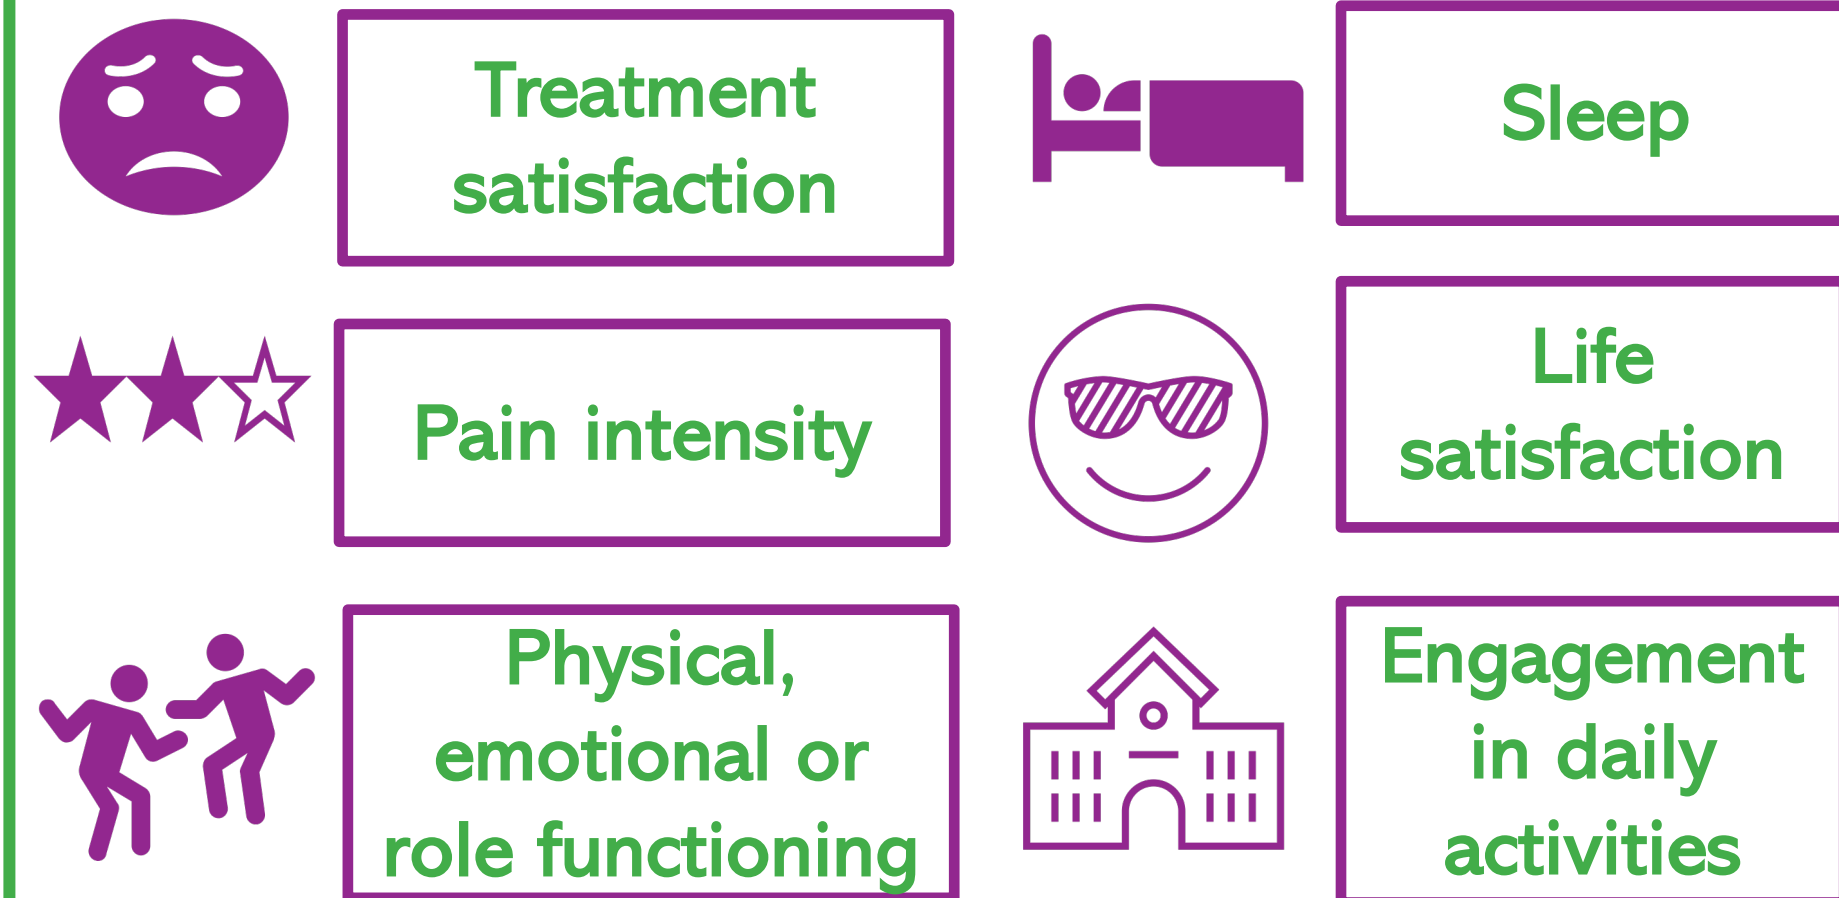 Treatment
satisfaction
Sleep
Pain intensity
Life
satisfaction
Physical,
emotional or
role functioning
Engagement
in daily
activities